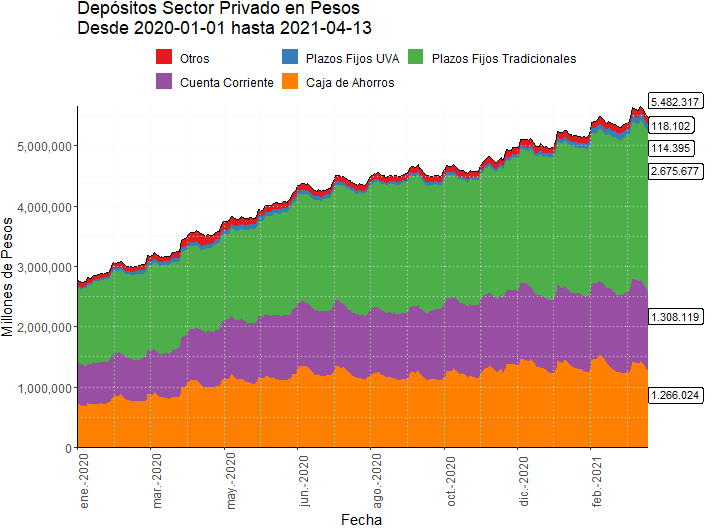 Depósitos Sector Privado en Pesos
Desde 2020-01-01 hasta 2021-04-13
Otros
Plazos Fijos UVA
Plazos Fijos Tradicionales
Cuenta Corriente
Caja de Ahorros
5.482.317
118.102
114.395
2.675.677
1.308.119
1.266.024
5,000,000
4,000,000
3,000,000
2,000,000
1,000,000
0
Millones de Pesos
ene.-2020
mar.-2020
may.-2020
jun.-2020
ago.-2020
oct.-2020
dic.-2020
feb.-2021
Fecha